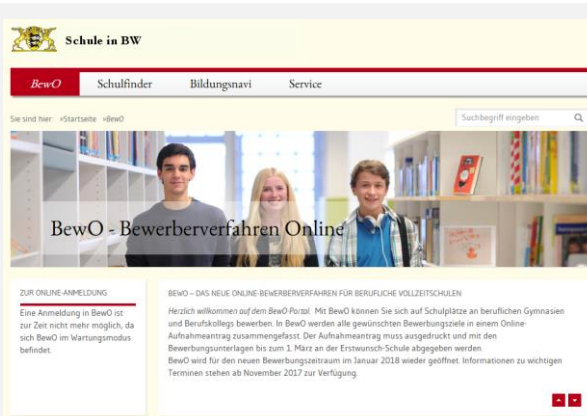 Schule in BW
BewO Schulfinder Bildungsnavi Service
Sie sind hier: »Startseite »BewO
Suchbegriff eingeben
BewO - Bewerberverfahren Online
ZUR ONLINE-ANMELDUNG
Eine Anmeldung in BewO ist
zur Zeit nicht mehr möglich, da
sich BewO im Wartungsmodus
befindet.
BEWO – DAS NEUE ONLINE-BEWERBERVERFAHREN FÜR BERUFLICHE VOLLZEITSCHULEN
Herzlich willkommen auf dem BewO-Portal. Mit BewO können Sie sich auf Schulplätze an beruflichen Gymnasien
und Berufskollegs bewerben. In BewO werden alle gewünschten Bewerbungsziele in einem Online-
Aufnahmeantrag zusammengefasst. Der Aufnahmeantrag muss ausgedruckt und mit den
Bewerbungsunterlagen bis zum 1. März an der Erstwunsch-Schule abgegeben werden.
BewO wird für den neuen Bewerbungszeitraum im Januar 2018 wieder geöffnet. Informationen zu wichtigen
Terminen stehen ab November 2017 zur Verfügung.